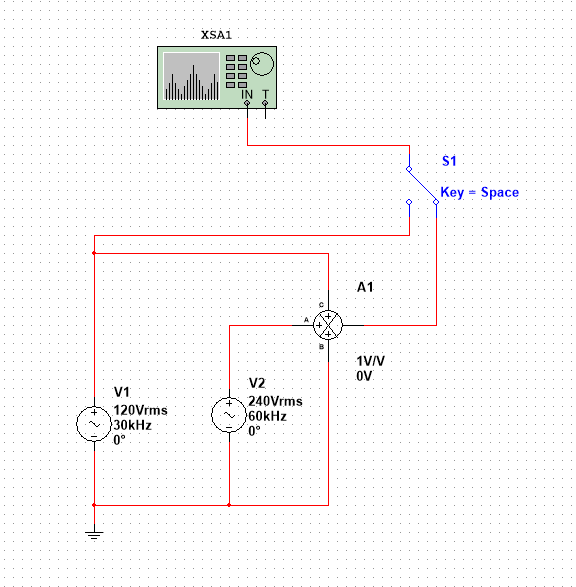 XSA1
IN T
S1
Key = Space
A1
C
A
B
1V/V
0V
V1
120Vrms
30kHz
0°
V2
240Vrms
60kHz
0°